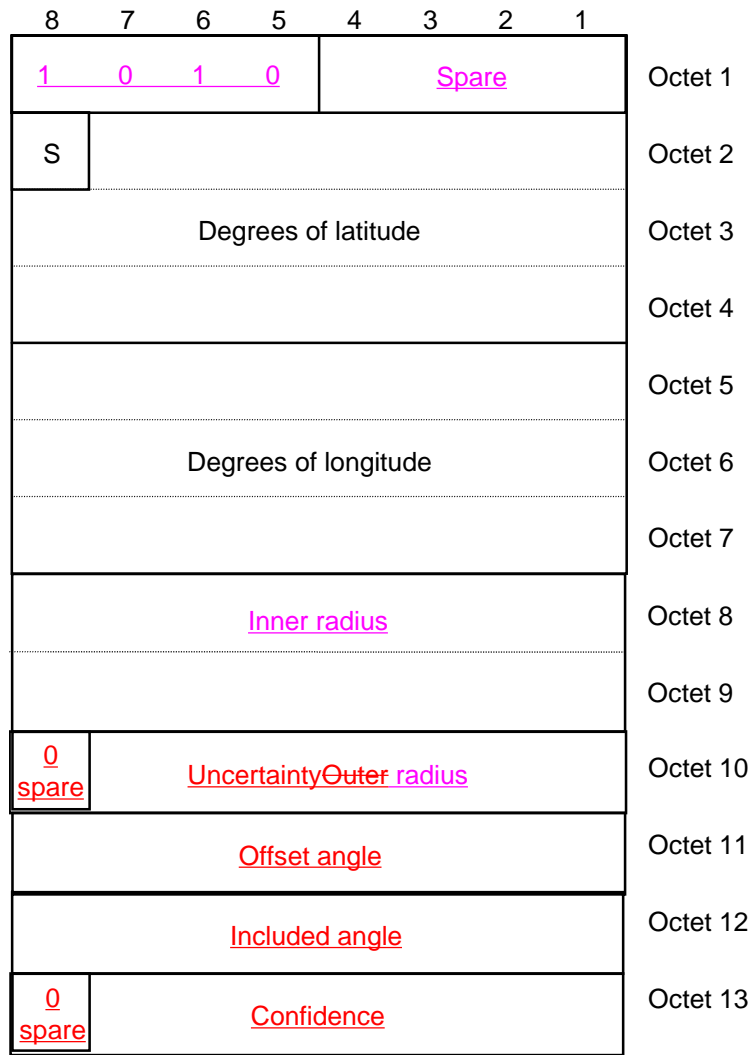 8 7 6 5 4 3 2 1
1 0 1 0 Spare Octet 1
S Octet 2
Degrees of latitude Octet 3
Octet 4
Octet 5
Degrees of longitude Octet 6
Octet 7
Inner radius Octet 8
Octet 9
0
spare UncertaintyOuter radius Octet 10
Offset angle Octet 11
Included angle Octet 12
0
spare Confidence Octet 13